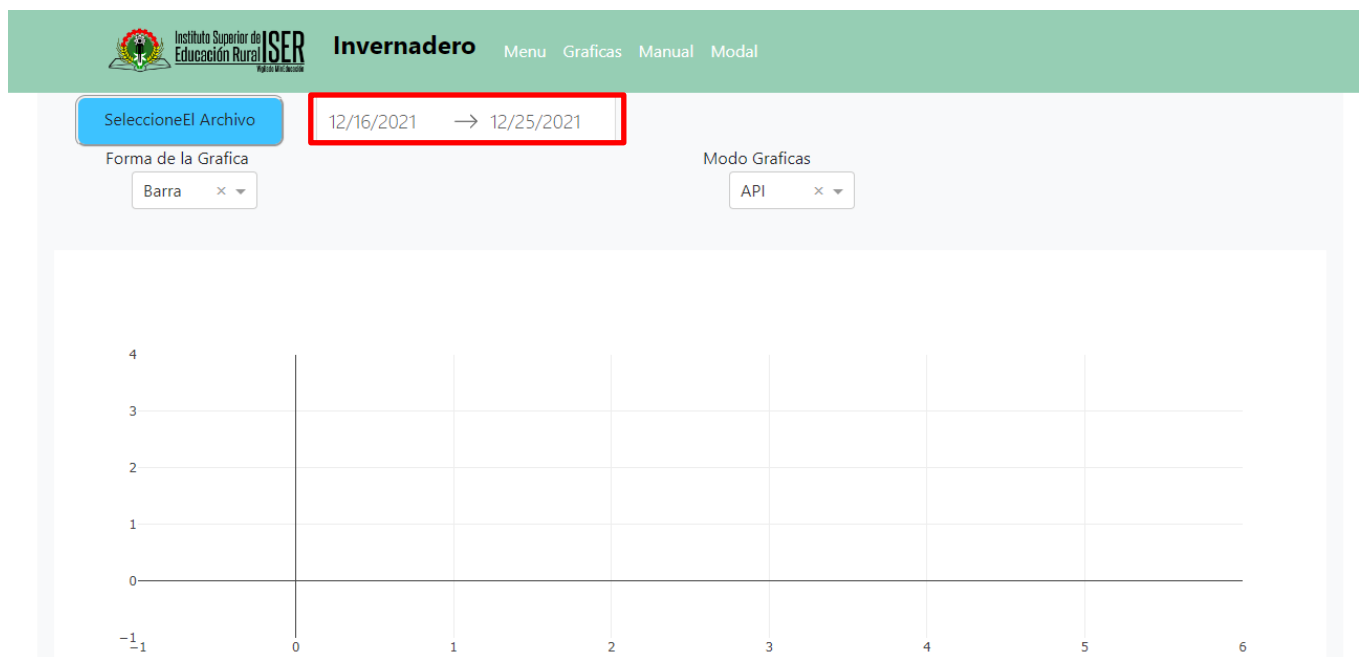 Instituto Superior de
Educación Rural
ISER
Vigilado MinEducación
Invernadero Menu Graficas Manual Modal
SeleccioneEl Archivo 12/16/2021 → 12/25/2021
Forma de la Grafica Modo Graficas
Barra × API ×
4
3
2
1
0
−1
−1 0 1 2 3 4 5 6